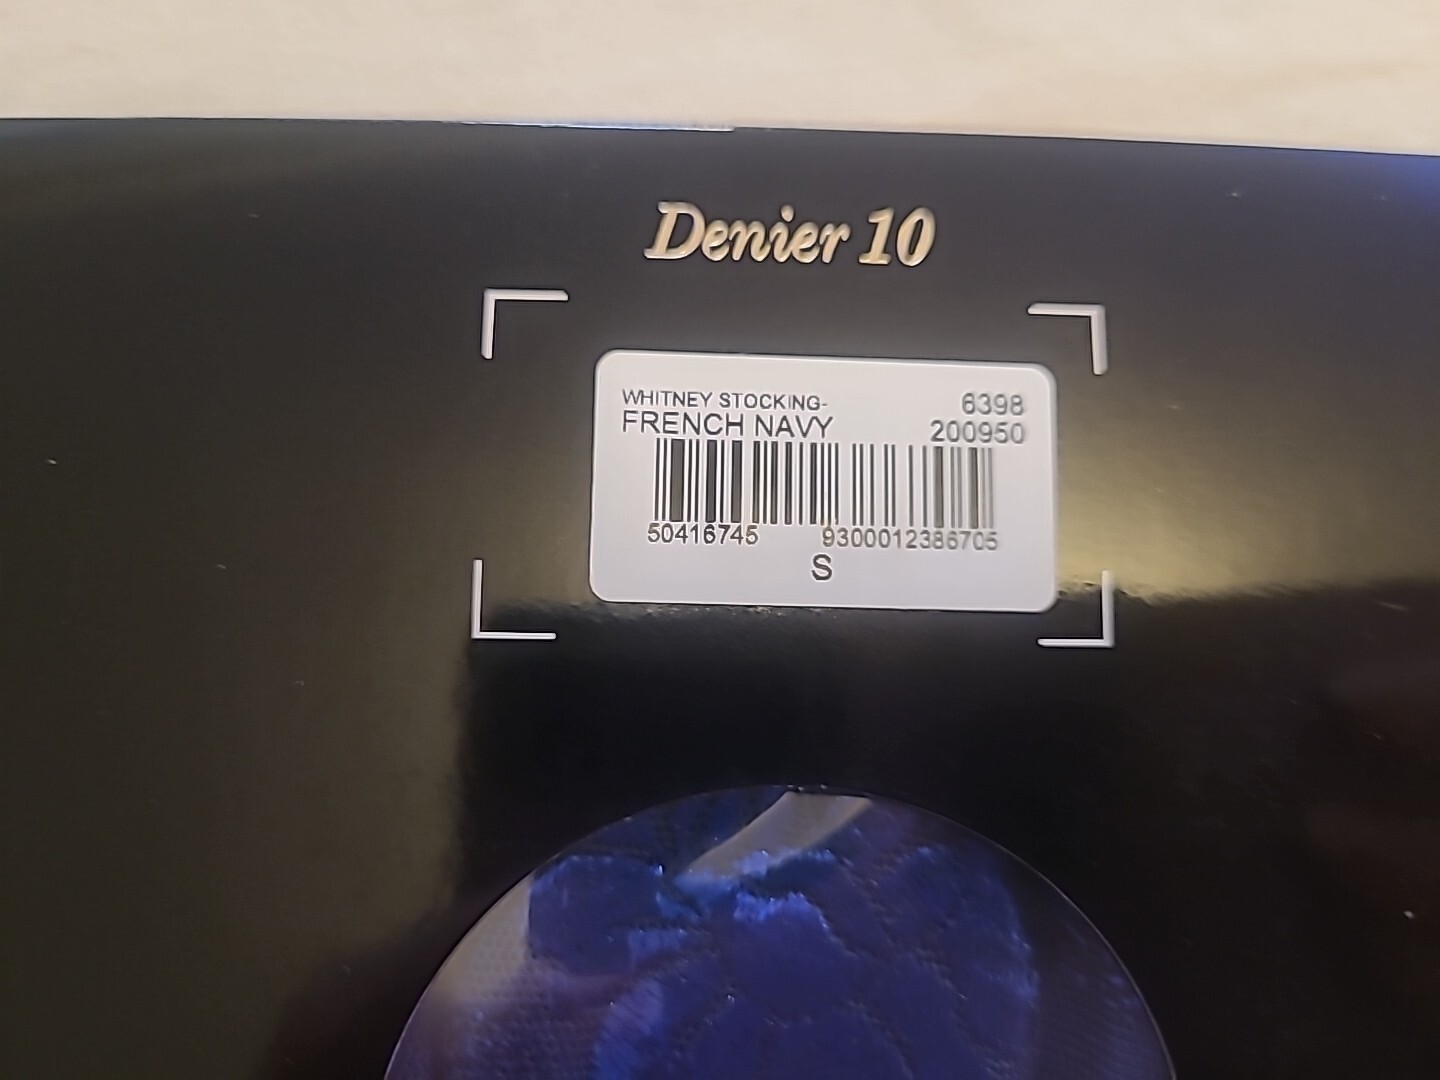 Denier 10
WHITNEY STOCKING- 6398
FRENCH NAVY 200950
50416745 9300012386705
S